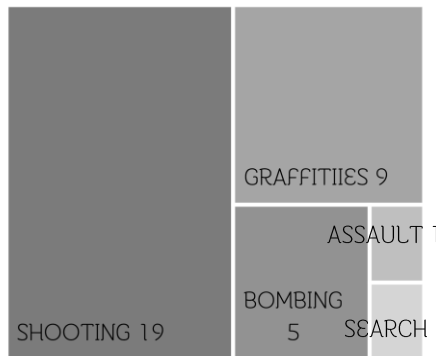 GRAFFITIIES 9
ASSAULT
BOMBING
5
SEARCH
SHOOTING 19